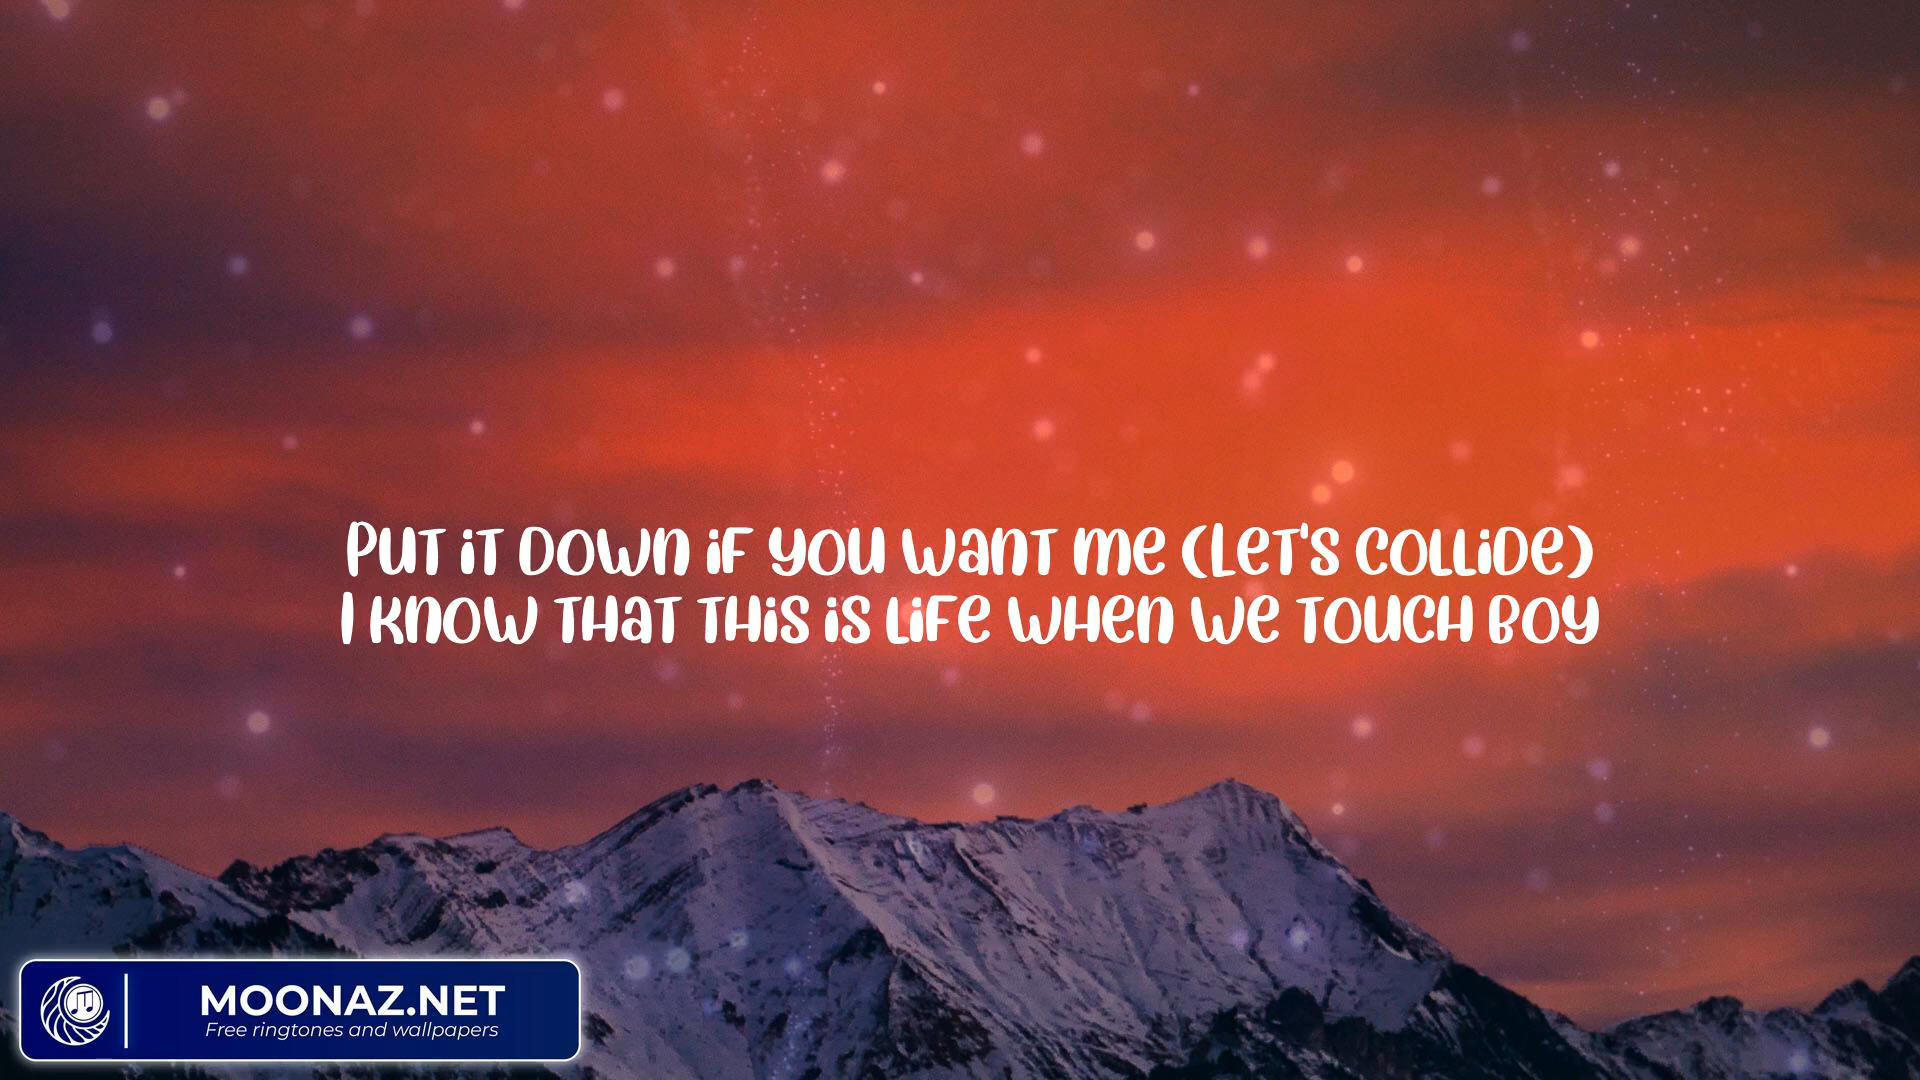 Put it down if you want me (Let's collide)
I know that this is life when we touch boy
MOONAZ.NET
Free ringtones and wallpapers